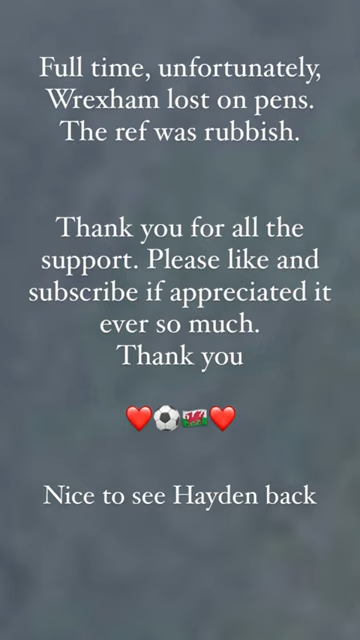 Full time, unfortunately,
Wrexham lost on pens.
The ref was rubbish.
Thank you for all the
support. Please like and
subscribe if appreciated it
ever so much.
Thank you
❤️⚽🏴󠁧󠁢󠁷󠁬󠁳󠁿❤️
Nice to see Hayden back